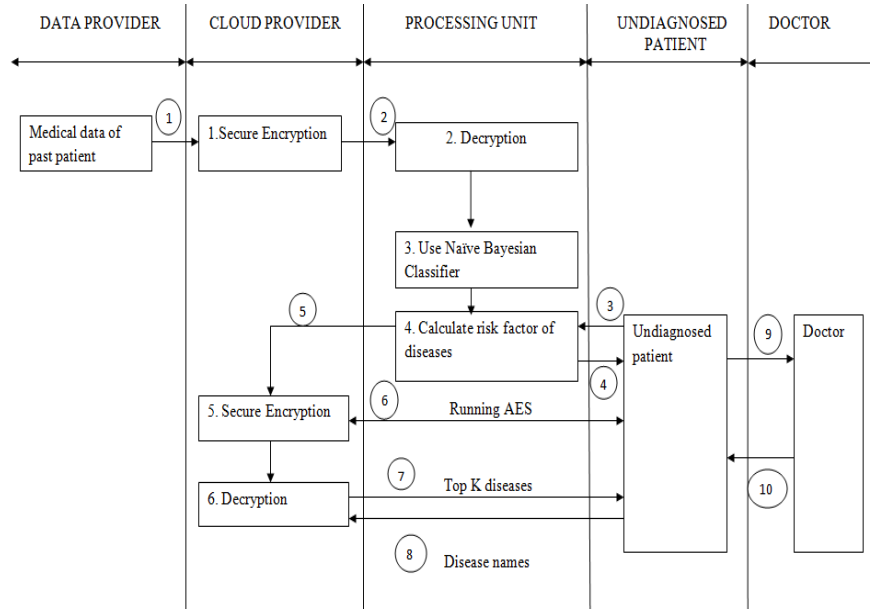 DATA PROVIDER
CLOUD PROVIDER
PROCESSING UNIT
UNDIAGNOSED
PATIENT
DOCTOR
1
2
Medical data of
past patient
1.Secure Encryption
2. Decryption
3. Use Naïve Bayesian
Classifier
5
3
4. Calculate risk factor of
diseases
Undiagnosed
patient
9
Doctor
4
6
5. Secure Encryption
Running AES
7
10
6. Decryption
Top K diseases
8
Disease names